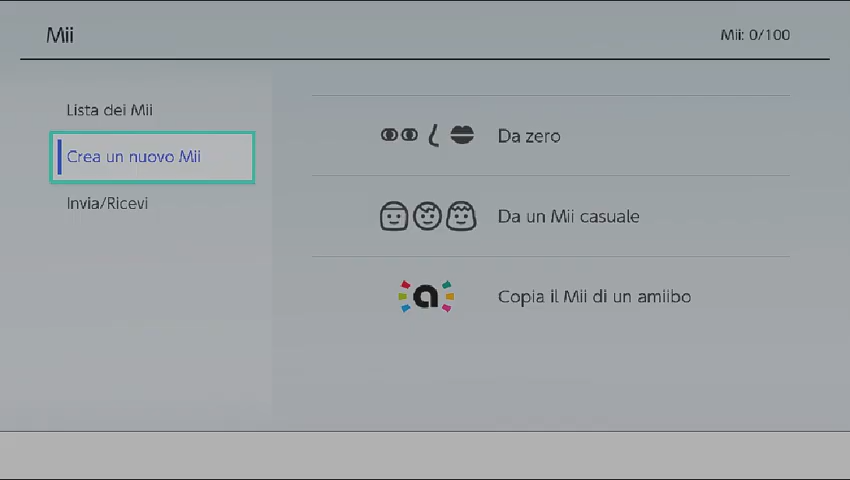 Mii
Mii: 0/100
Lista dei Mii
Crea un nuovo Mii
Invia/Ricevi
Da zero
Da un Mii casuale
Copia il Mii di un amiibo